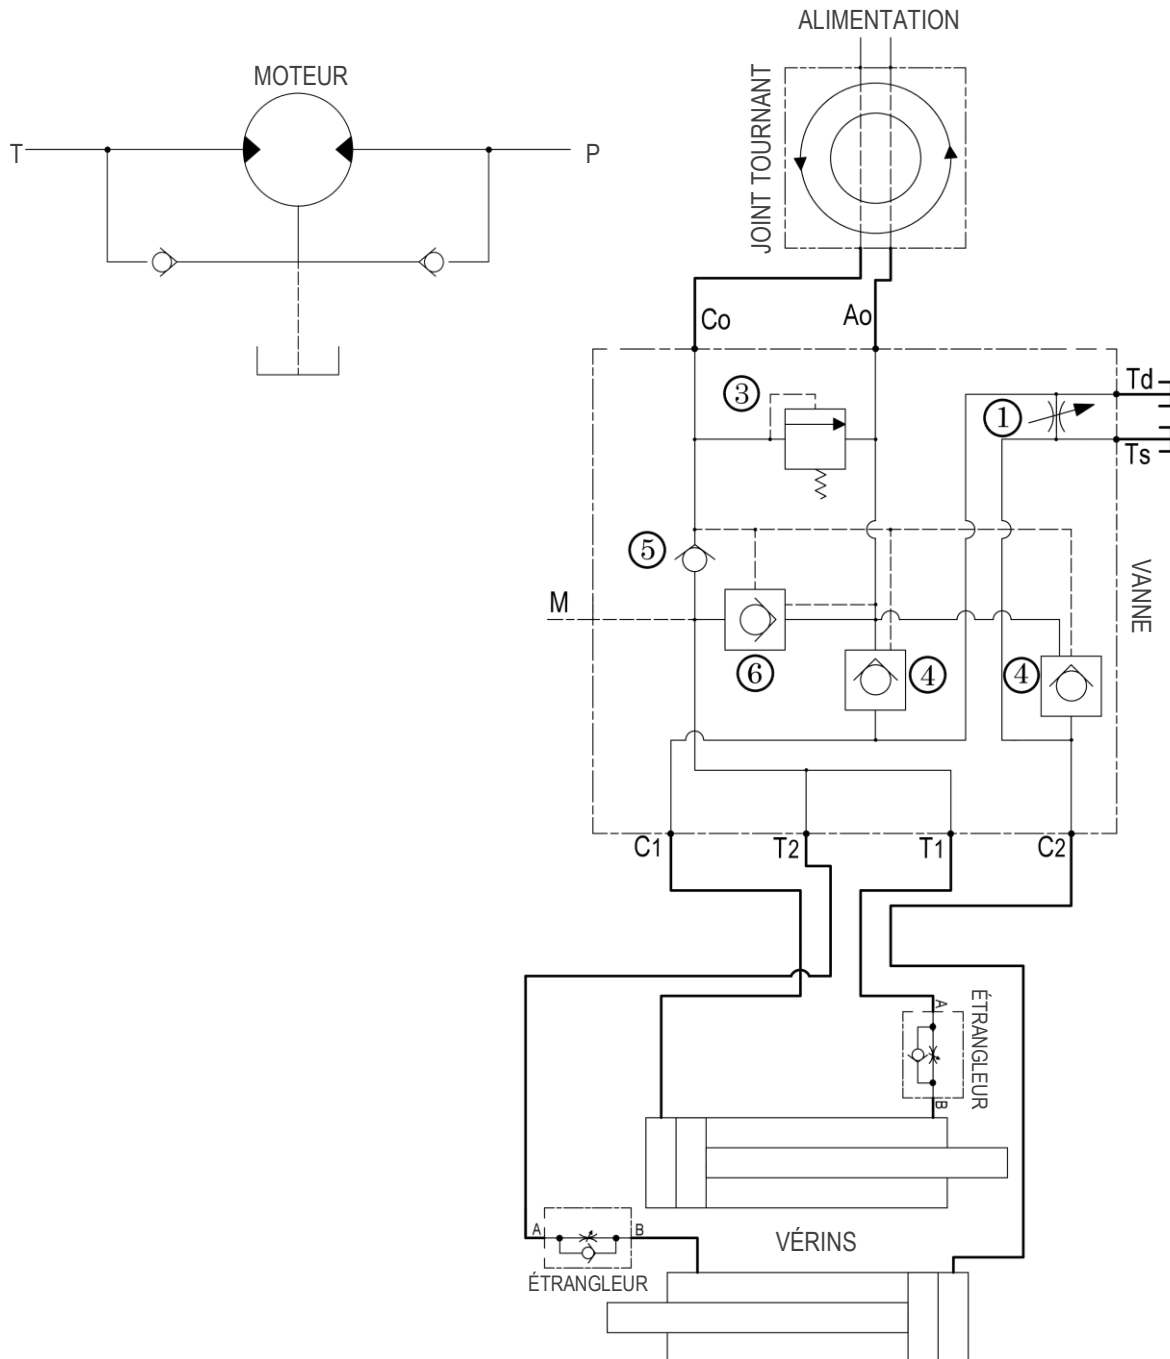 ALIMENTATION
MOTEUR
T
P
JOINT TOURNANT
Co
Ao
Td
3
1
Ts
5
M
VANNE
6
4
4
C1
T2
T1
C2
A
ÉTRANGLEUR
B
A
B
VÉRINS
ÉTRANGLEUR